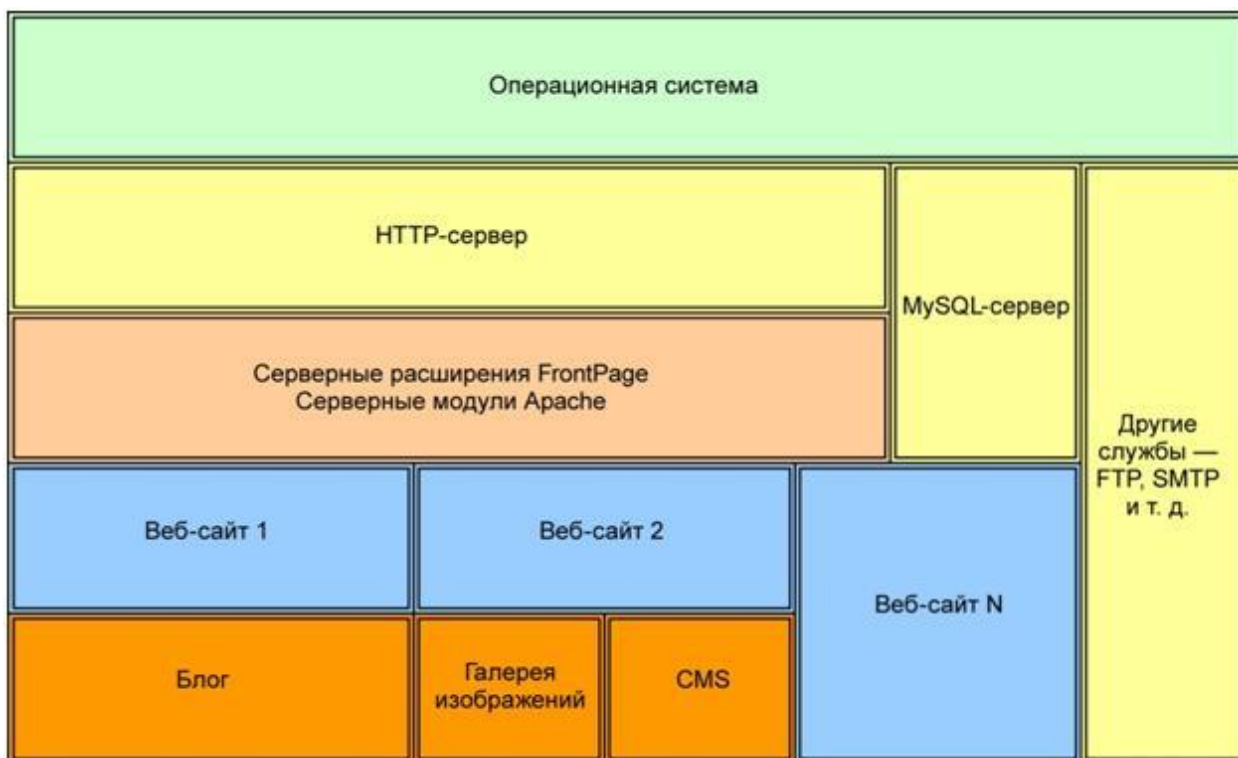 Операционная система
HTTP-сервер
MySQL-сервер
Серверные расширения FrontPage
Серверные модули Apache
Другие
службы —
FTP, SMTP
и т. д.
Веб-сайт 1
Веб-сайт 2
Веб-сайт N
Блог
Галерея
изображений
CMS